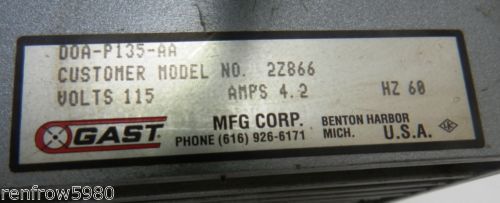 DOA-P135-AA
CUSTOMER MODEL NO. 2Z866
VOLTS 115 AMPS 4.2 HZ 60
GAST MFG CORP. BENTON HARBOR
PHONE (616) 926-6171 MICH. U.S.A.
renfrow5980